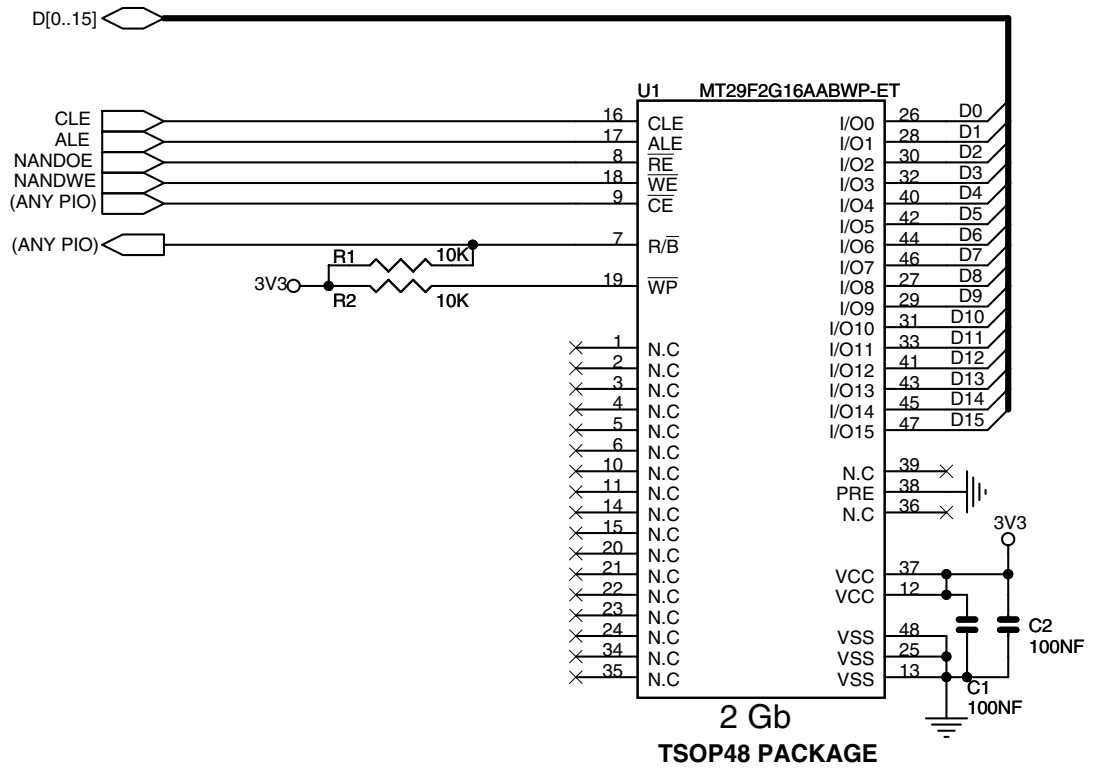 D[0..15]
U1 MT29F2G16AABWP-ET
CLE 16 CLE I/O0 26 D0
ALE 17 ALE I/O1 28 D1
NANDOE 8 RE I/O2 30 D2
NANDWE 18 WE I/O3 32 D3
(ANY PIO) 9 CE I/O4 40 D4
I/O5 42 D5
(ANY PIO) 7 R/B I/O6 44 D6
R1 10K I/O7 46 D7
3V3 19 WP I/O8 27 D8
R2 10K I/O9 29 D9
I/O10 31 D10
1 N.C I/O11 33 D11
2 N.C I/O12 41 D12
3 N.C I/O13 43 D13
4 N.C I/O14 45 D14
5 N.C I/O15 47 D15
6 N.C
10 N.C N.C 39
11 N.C PRE 38
14 N.C N.C 36
15 N.C 3V3
20 N.C
21 N.C VCC 37
22 N.C VCC 12
23 N.C
24 N.C VSS 48 C2
34 N.C VSS 25 100NF
35 N.C VSS 13
C1
100NF
2 Gb
TSOP48 PACKAGE